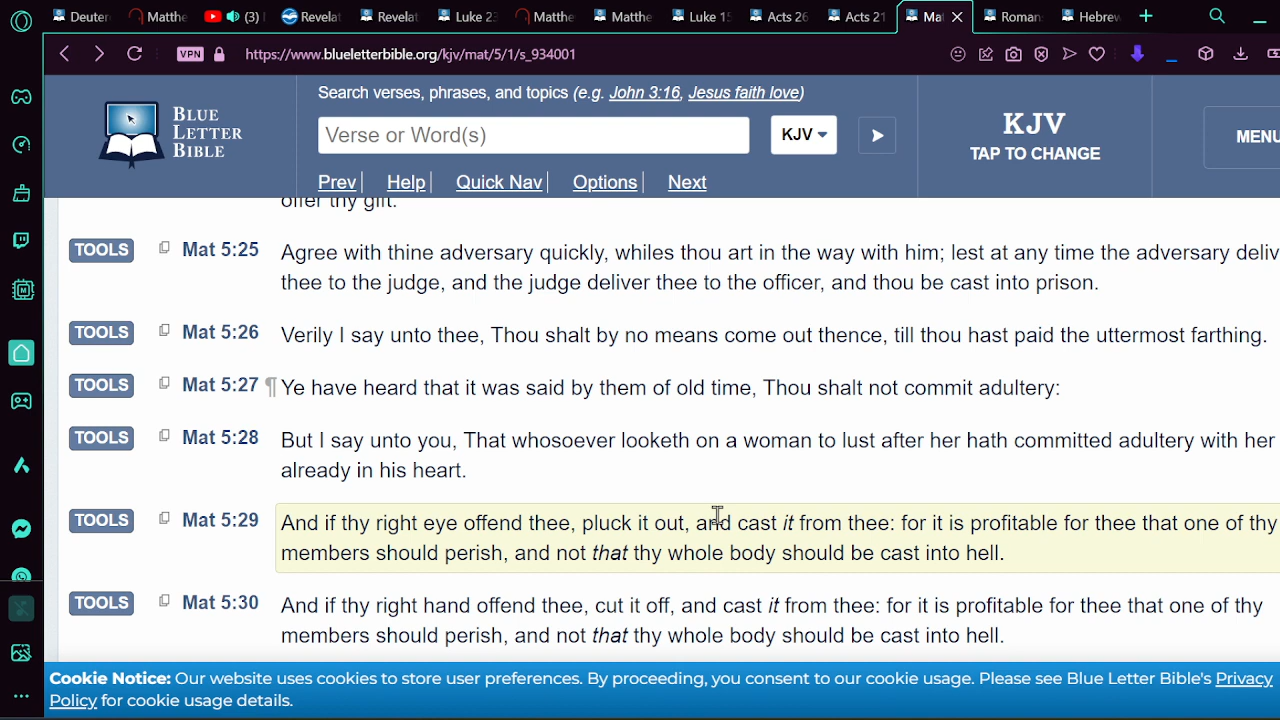 Deuter Matthe (3) Revelat Revelat Luke 23 Matthe Matthe Luke 15 Acts 26 Acts 21 Mat Roman Hebrew
VPN https://www.blueletterbible.org/kjv/mat/5/1/s_934001
BLUE
LETTER
BIBLE
Search verses, phrases, and topics (e.g. John 3:16, Jesus faith love)
Verse or Word(s) KJV
Prev Help Quick Nav Options Next
KJV
TAP TO CHANGE
MENU
offer thy gift.
TOOLS Mat 5:25 Agree with thine adversary quickly, whiles thou art in the way with him; lest at any time the adversary deliv
thee to the judge, and the judge deliver thee to the officer, and thou be cast into prison.
TOOLS Mat 5:26 Verily I say unto thee, Thou shalt by no means come out thence, till thou hast paid the uttermost farthing.
TOOLS Mat 5:27 ¶ Ye have heard that it was said by them of old time, Thou shalt not commit adultery:
TOOLS Mat 5:28 But I say unto you, That whosoever looketh on a woman to lust after her hath committed adultery with her
already in his heart.
TOOLS Mat 5:29 And if thy right eye offend thee, pluck it out, and cast it from thee: for it is profitable for thee that one of thy
members should perish, and not that thy whole body should be cast into hell.
TOOLS Mat 5:30 And if thy right hand offend thee, cut it off, and cast it from thee: for it is profitable for thee that one of thy
members should perish, and not that thy whole body should be cast into hell.
Cookie Notice: Our website uses cookies to store user preferences. By proceeding, you consent to our cookie usage. Please see Blue Letter Bible's Privacy
Policy for cookie usage details.